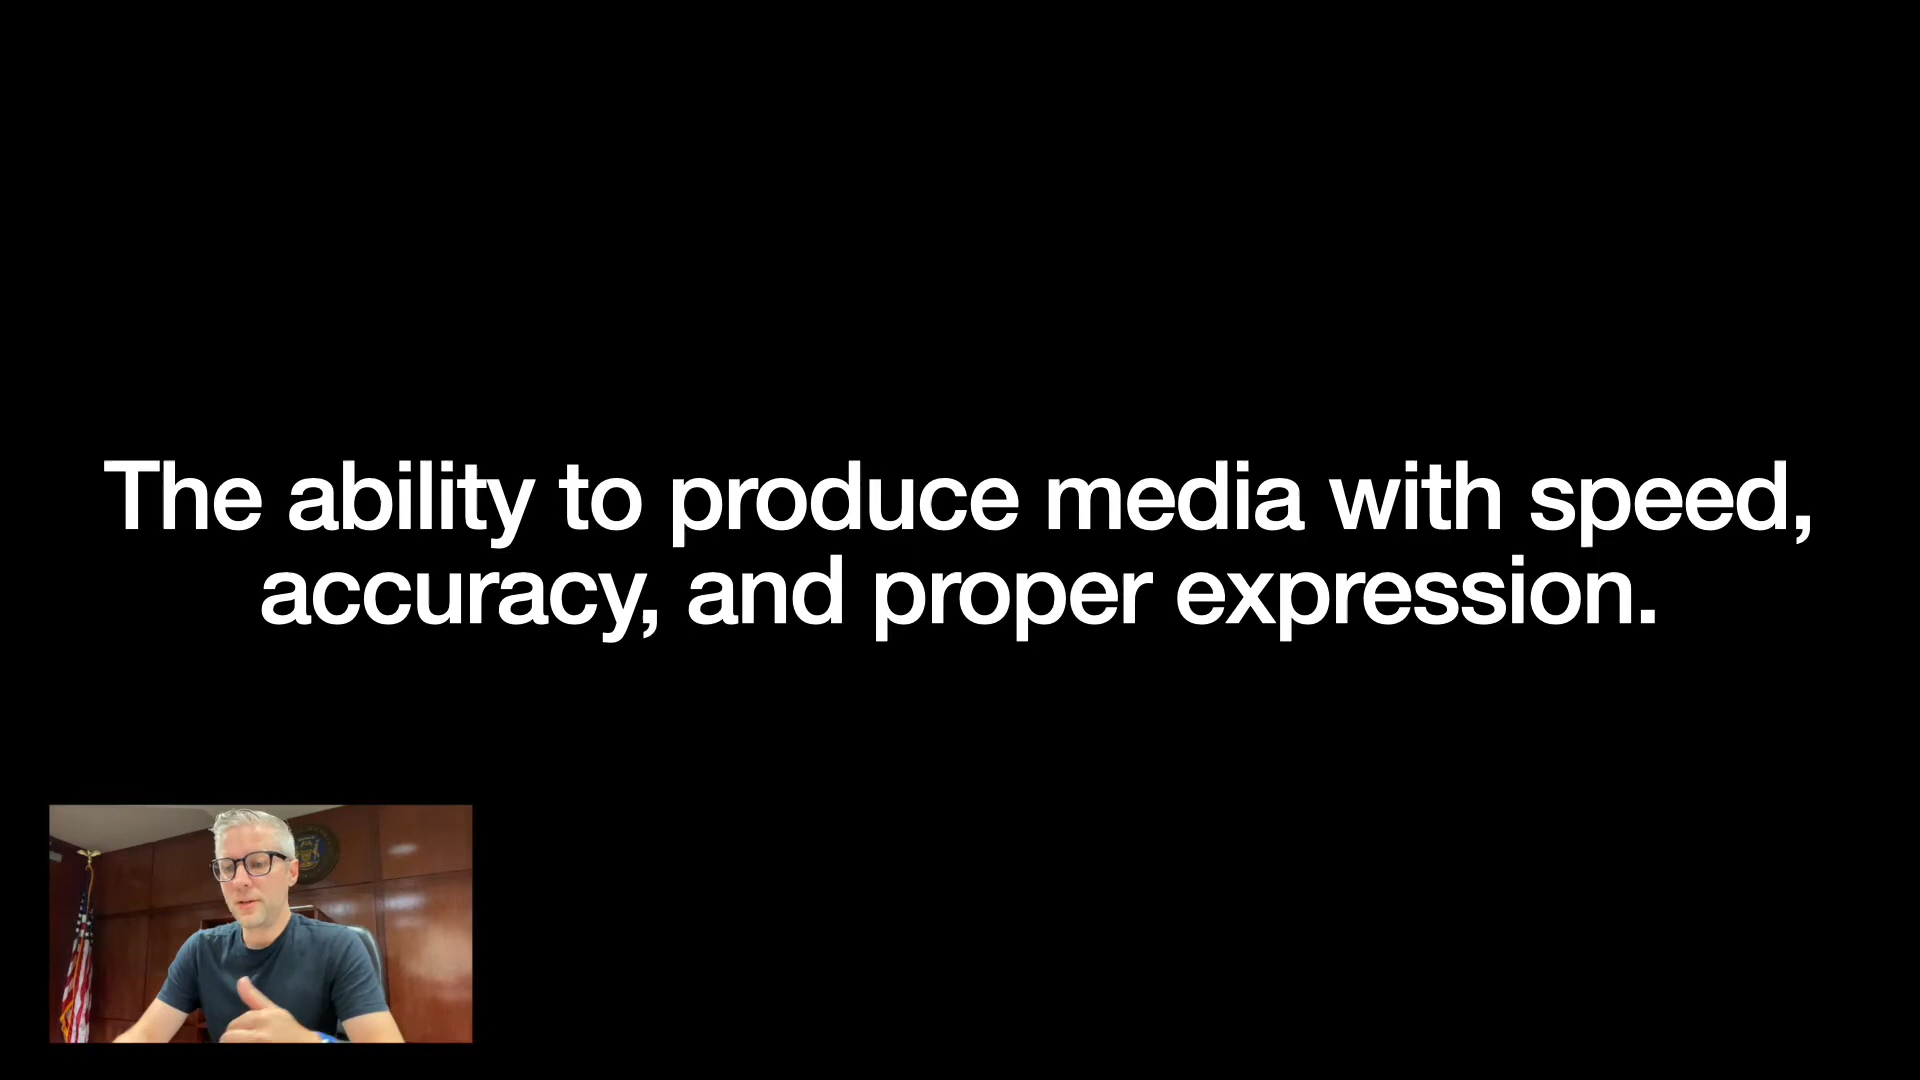 The ability to produce media with speed,
accuracy, and proper expression.